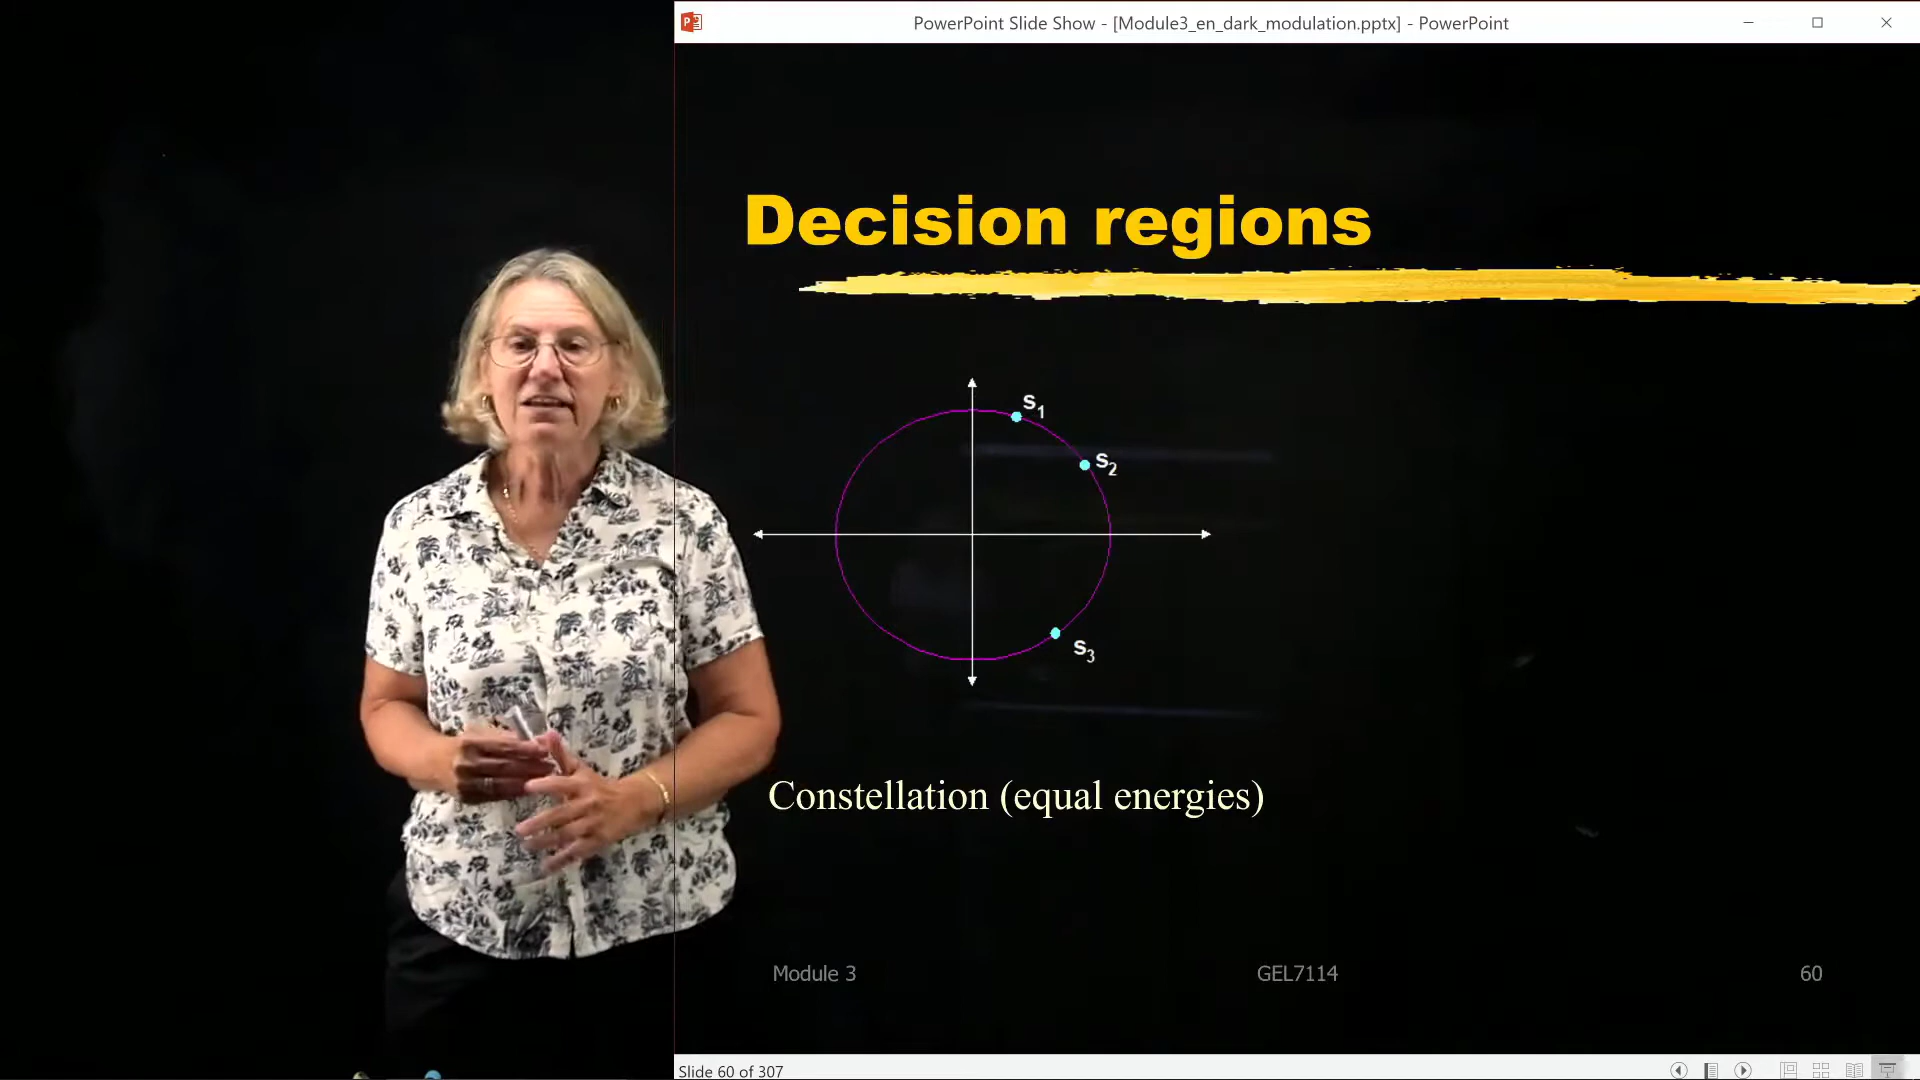 PowerPoint Slide Show - [Module3_en_dark_modulation.pptx] - PowerPoint
Decision regions
s1
s2
s3
Constellation (equal energies)
Module 3
GEL7114
60
Slide 60 of 307